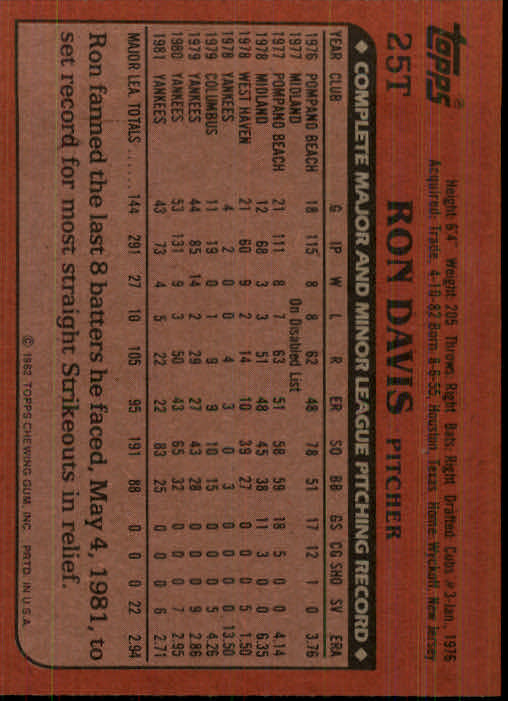 topps®
Height 6'4" Weight 205 Throws Right Bats Right Drafted Cubs #3-Jan., 1976
Acquired: Trade, 4-10-82 Born 8-6-55, Houston, Texas Home: Wyckoff, New Jersey
25T RON DAVIS PITCHER
◆ COMPLETE MAJOR AND MINOR LEAGUE PITCHING RECORD ◆
YEAR CLUB G IP W L R ER SO BB GS CG SHO SV ERA
1976 POMPANO BEACH 18 115 8 8 62 48 78 51 17 12 1 0 3.76
1977 MIDLAND On Disabled List
1977 POMPANO BEACH 21 111 8 7 63 51 58 59 18 5 0 0 4.14
1978 MIDLAND 12 68 3 3 51 48 45 38 11 3 0 0 6.35
1978 WEST HAVEN 21 60 9 2 14 10 39 27 0 0 0 5 1.50
1978 YANKEES 4 2 0 0 4 3 0 3 0 0 0 0 13.50
1979 COLUMBUS 11 19 0 1 9 9 10 15 0 0 0 5 4.26
1979 YANKEES 44 85 14 2 29 27 43 28 0 0 0 9 2.86
1980 YANKEES 53 131 9 3 50 43 65 32 0 0 0 7 2.95
1981 YANKEES 43 73 4 5 22 22 83 25 0 0 0 6 2.71
MAJOR LEA. TOTALS ..... 144 291 27 10 105 95 191 88 0 0 0 22 2.94
Ron fanned the last 8 batters he faced, May 4, 1981, to
set record for most straight Strikeouts in relief.
© 1982 TOPPS CHEWING GUM, INC. PRTD. IN U.S.A.